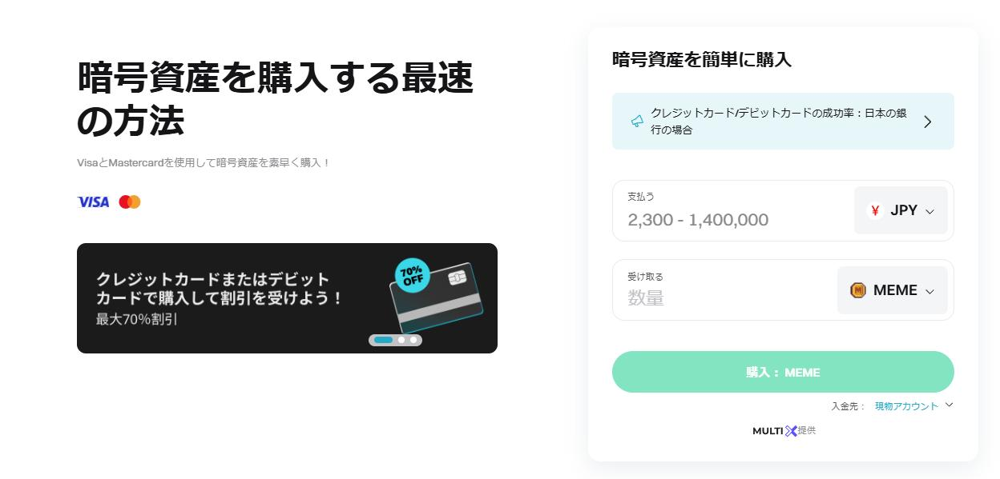 暗号資産を購入する最速
の方法
VisaとMastercardを使用して暗号資産を素早く購入！
VISA
クレジットカードまたはデビット
カードで購入して割引を受けよう！
最大70%割引
70%
OFF
暗号資産を簡単に購入
クレジットカード/デビットカードの成功率：日本の銀
行の場合
支払う
2,300 - 1,400,000
¥ JPY
受け取る
数量
M MEME
購入： MEME
入金先： 現物アカウント
MULTIX提供